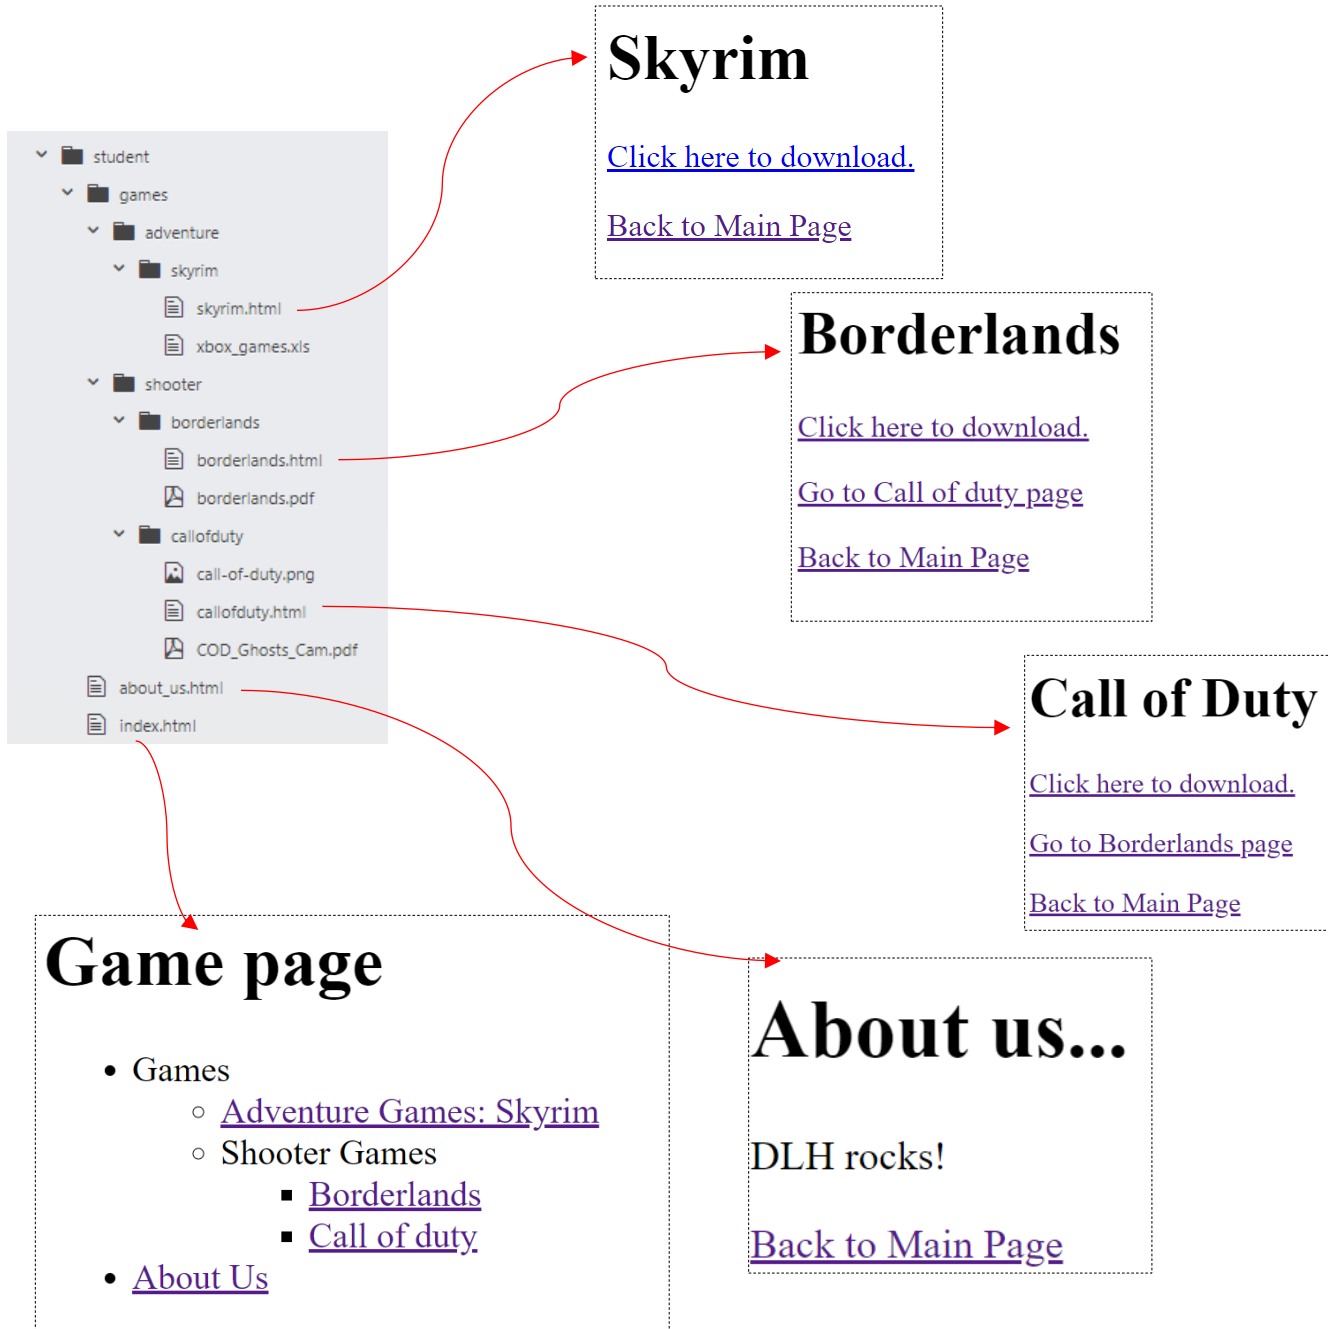 student
games
adventure
skyrim
skyrim.html
xbox_games.xls
shooter
borderlands
borderlands.html
borderlands.pdf
callofduty
call-of-duty.png
callofduty.html
COD_Ghosts_Cam.pdf
about_us.html
index.html
Skyrim
Click here to download.
Back to Main Page
Borderlands
Click here to download.
Go to Call of duty page
Back to Main Page
Call of Duty
Click here to download.
Go to Borderlands page
Back to Main Page
Game page
Games
Adventure Games: Skyrim
Shooter Games
Borderlands
Call of duty
About Us
About us...
DLH rocks!
Back to Main Page